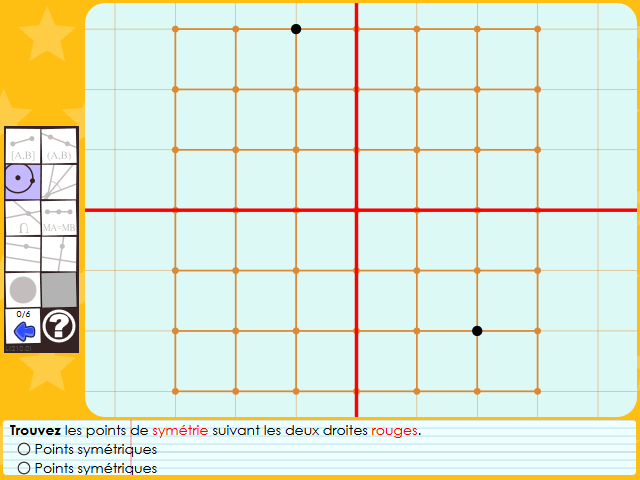 [A,B] (A,B)
∩ MA=MB
0/6
?
Trouvez les points de symétrie suivant les deux droites rouges.
Points symétriques
Points symétriques